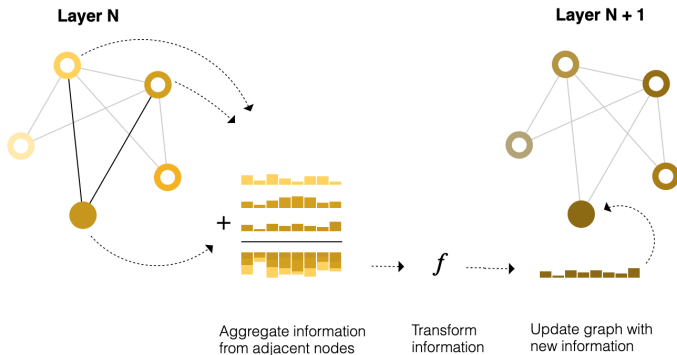 Layer N
Layer N + 1
+
f
Aggregate information
from adjacent nodes
Transform
information
Update graph with
new information